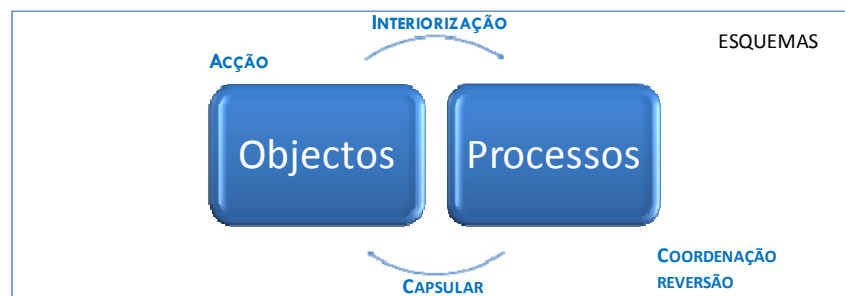 INTERIORIZAÇÃO
ESQUEMAS
ACÇÃO
Objectos
Processos
COORDENAÇÃO
REVERSÃO
CAPSULAR